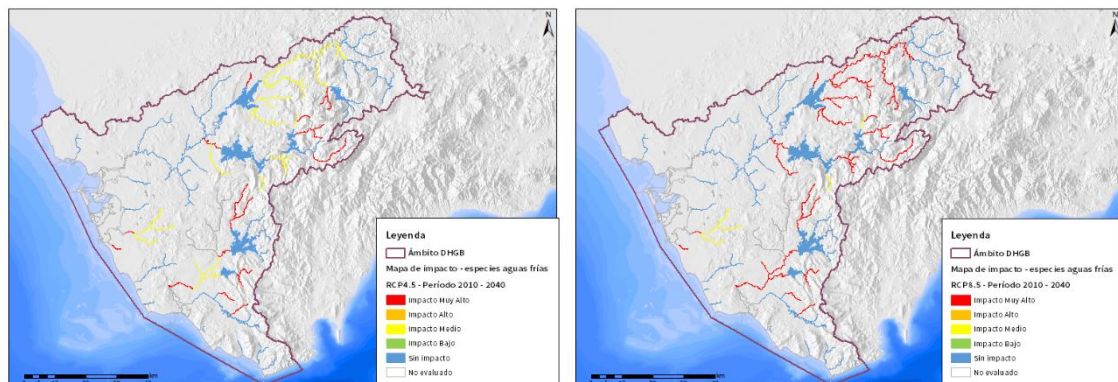 N
Leyenda
Ámbito DHGB
Mapa de impacto - especies aguas frías
RCP4.5 - Período 2010 - 2040
Impacto Muy Alto
Impacto Alto
Impacto Medio
Impacto Bajo
Sin impacto
No evaluado
km
N
Leyenda
Ámbito DHGB
Mapa de impacto - especies aguas frías
RCP8.5 - Período 2010 - 2040
Impacto Muy Alto
Impacto Alto
Impacto Medio
Impacto Bajo
Sin impacto
No evaluado
km